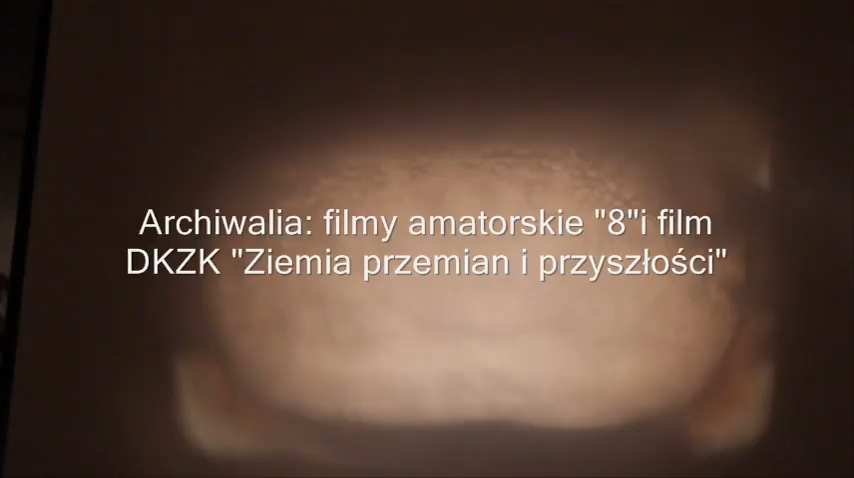 Archiwalia: filmy amatorskie "8"i film
DKZK "Ziemia przemian i przyszłości"